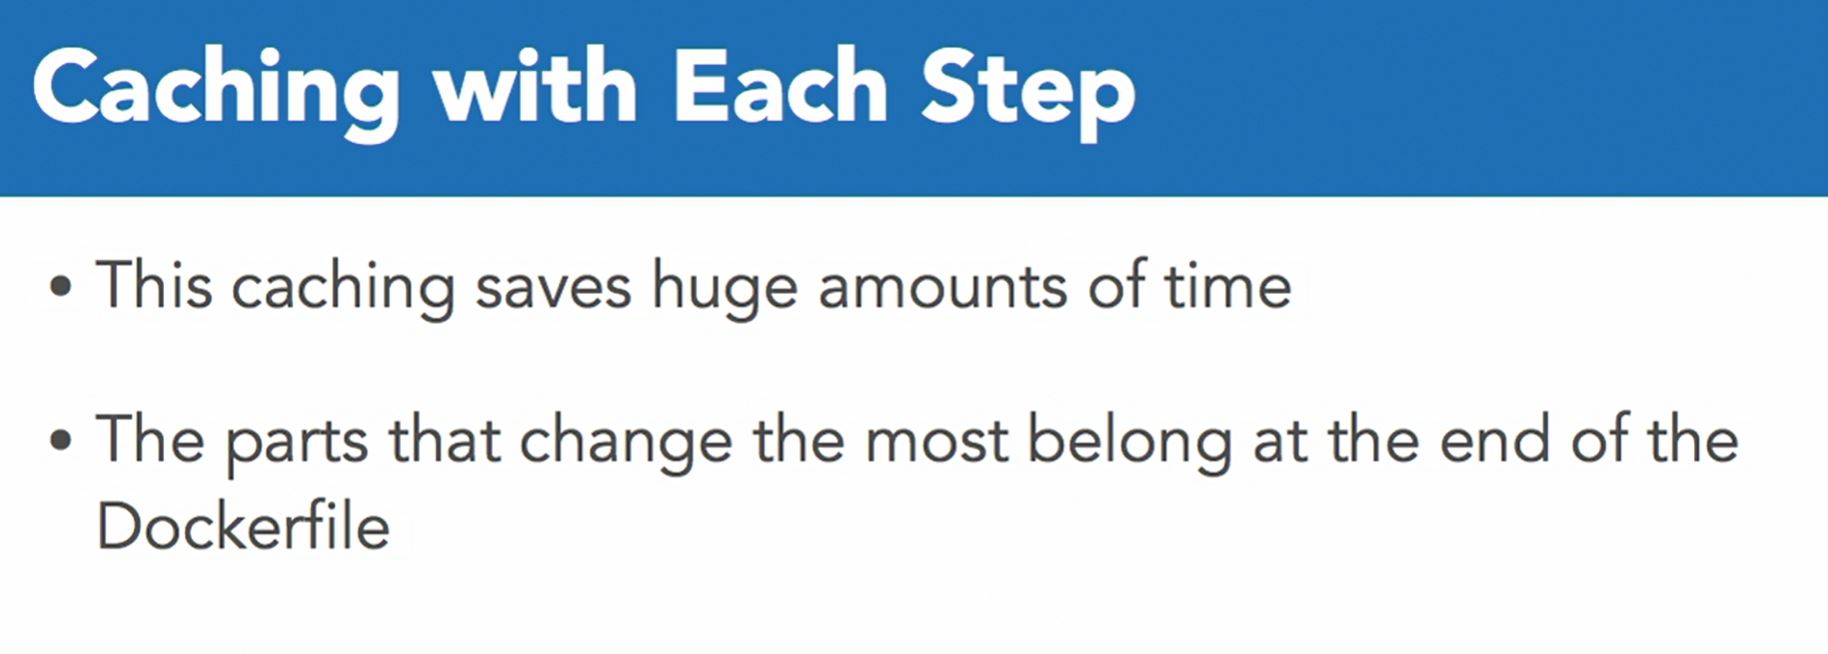 Caching with Each Step
• This caching saves huge amounts of time
• The parts that change the most belong at the end of the
Dockerfile